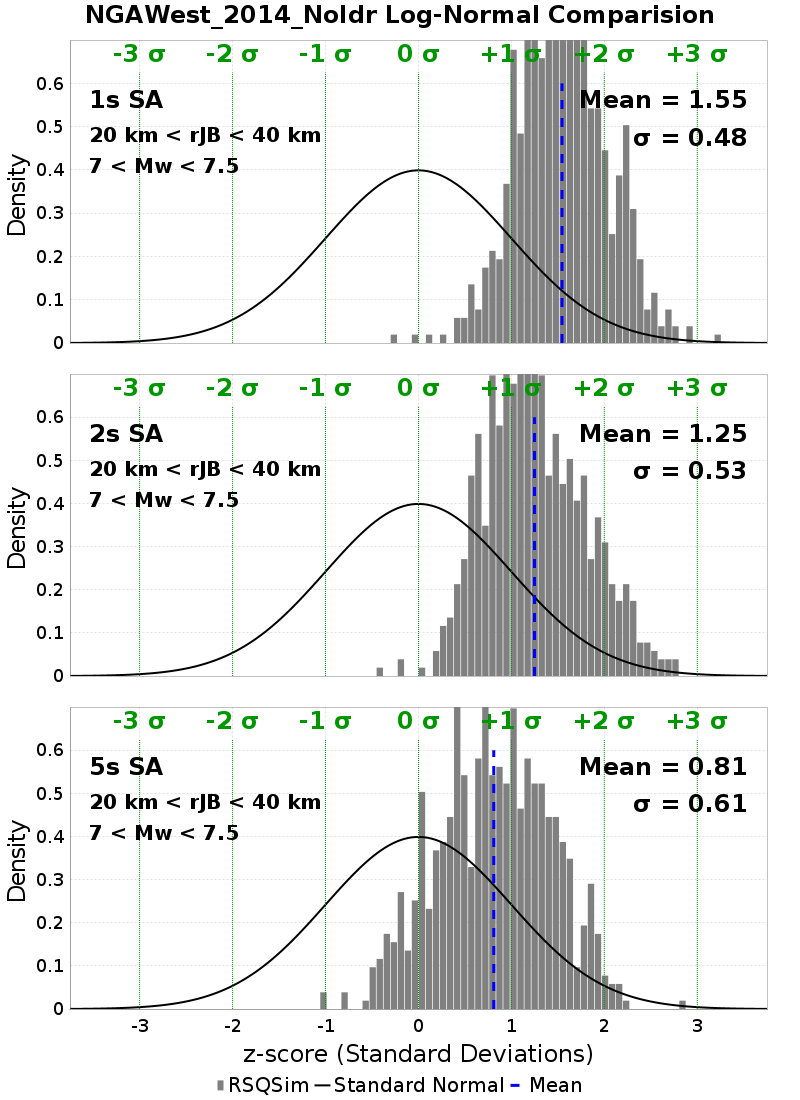 NGAWest_2014_NoIdr Log-Normal Comparision
-3 σ -2 σ -1 σ 0 σ +1 σ +2 σ +3 σ
1s SA
Mean = 1.55
20 km < rJB < 40 km
σ = 0.48
7 < Mw < 7.5
Density
0.6
0.5
0.4
0.3
0.2
0.1
0
-3 σ -2 σ -1 σ 0 σ +1 σ +2 σ +3 σ
2s SA
Mean = 1.25
20 km < rJB < 40 km
σ = 0.53
7 < Mw < 7.5
Density
0.6
0.5
0.4
0.3
0.2
0.1
0
-3 σ -2 σ -1 σ 0 σ +1 σ +2 σ +3 σ
5s SA
Mean = 0.81
20 km < rJB < 40 km
σ = 0.61
7 < Mw < 7.5
Density
0.6
0.5
0.4
0.3
0.2
0.1
0
-3 -2 -1 0 1 2 3
z-score (Standard Deviations)
RSQSim Standard Normal Mean